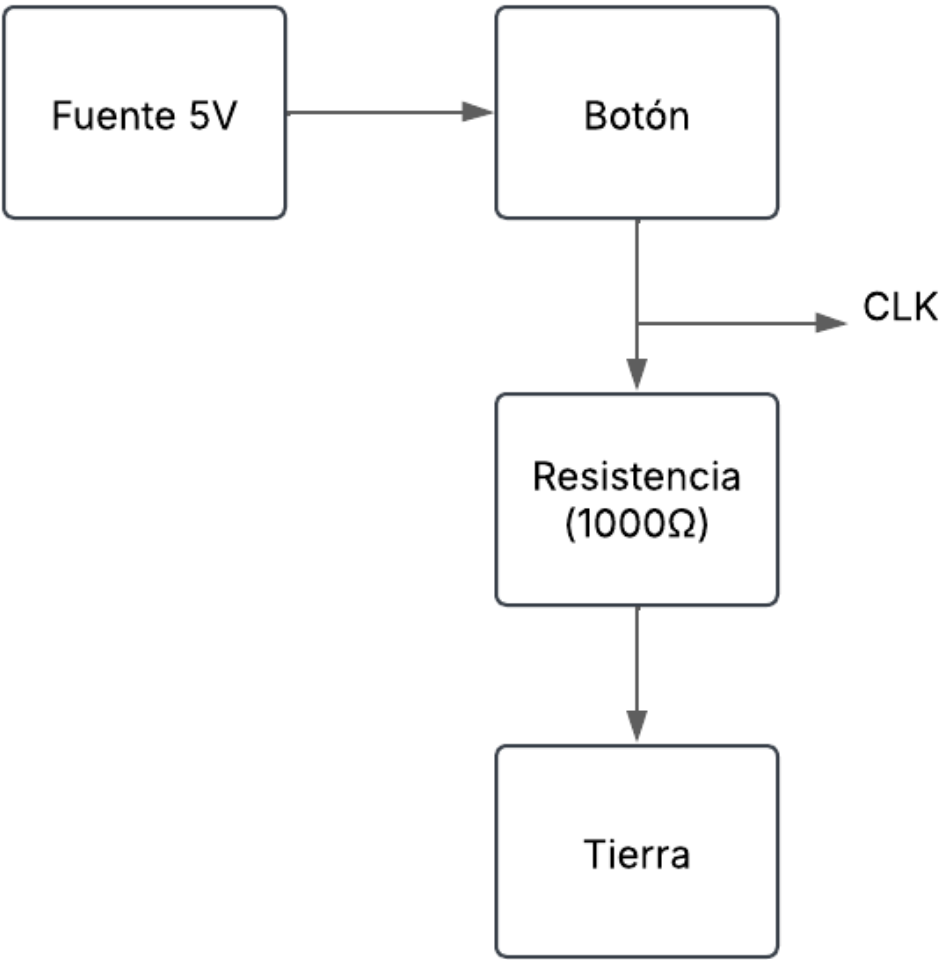 Fuente 5V
Botón
CLK
Resistencia
(1000Ω)
Tierra